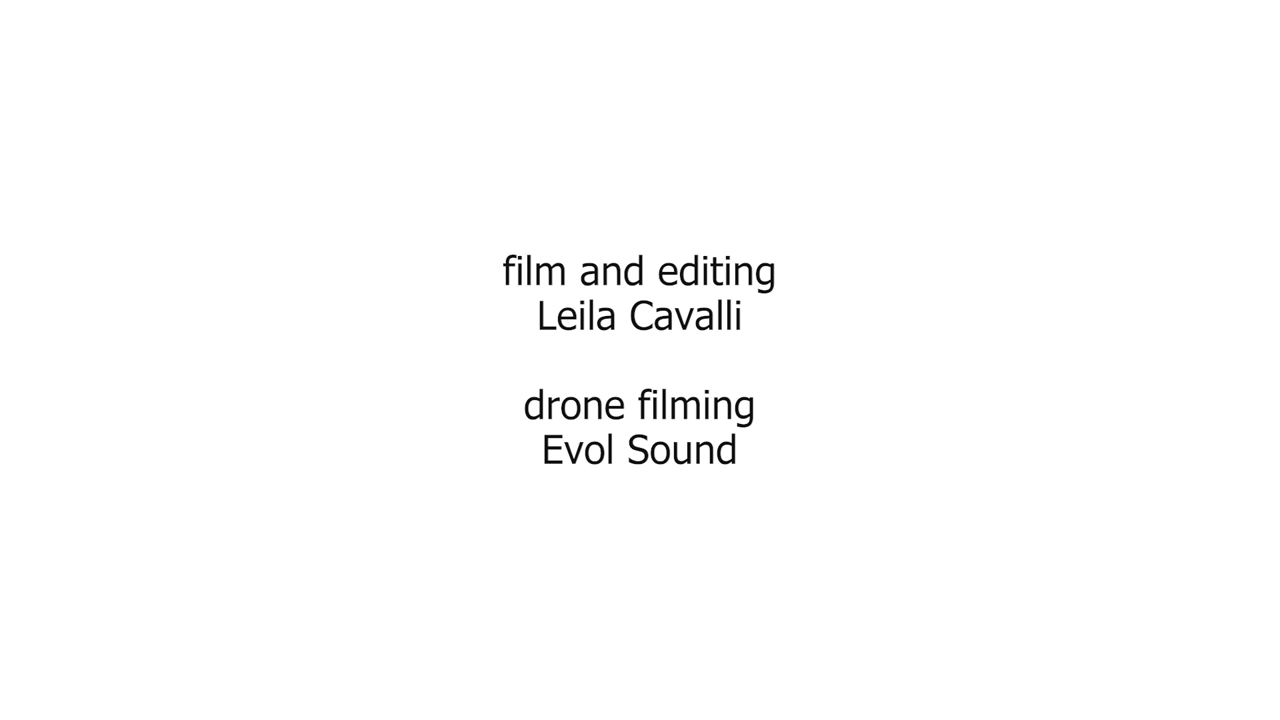 film and editing
Leila Cavalli
drone filming
Evol Sound